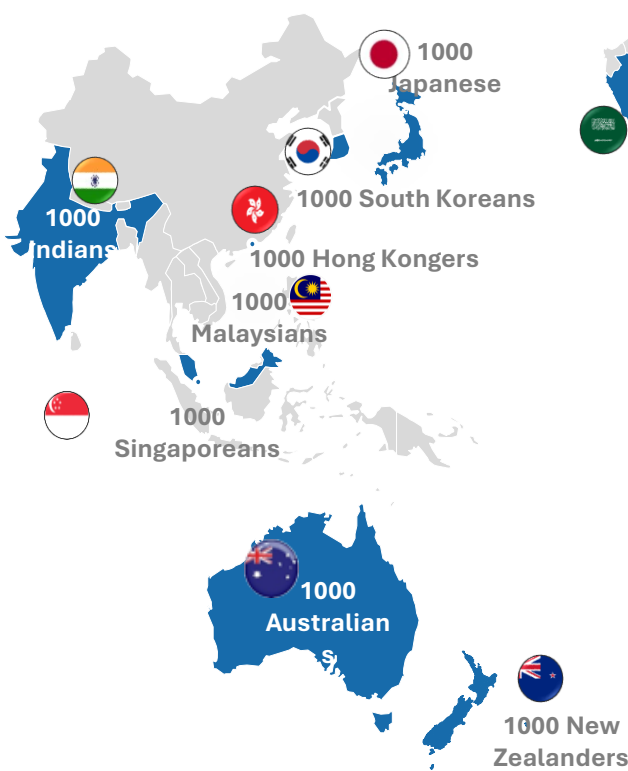 1000
Japanese
1000 South Koreans
1000
Indians
1000 Hong Kongers
1000
Malaysians
1000
Singaporeans
1000
Australian
s
1000 New
Zealanders